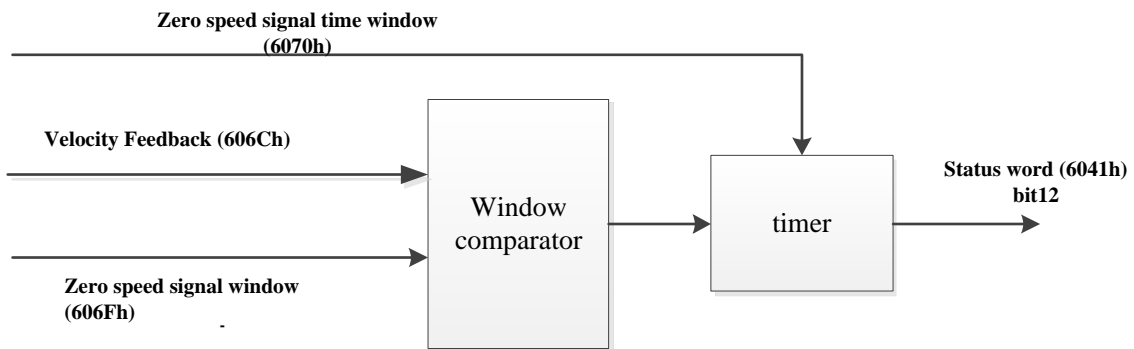 Zero speed signal time window
(6070h)
Velocity Feedback (606Ch)
Status word (6041h)
bit12
Window
comparator
timer
Zero speed signal window
(606Fh)
-